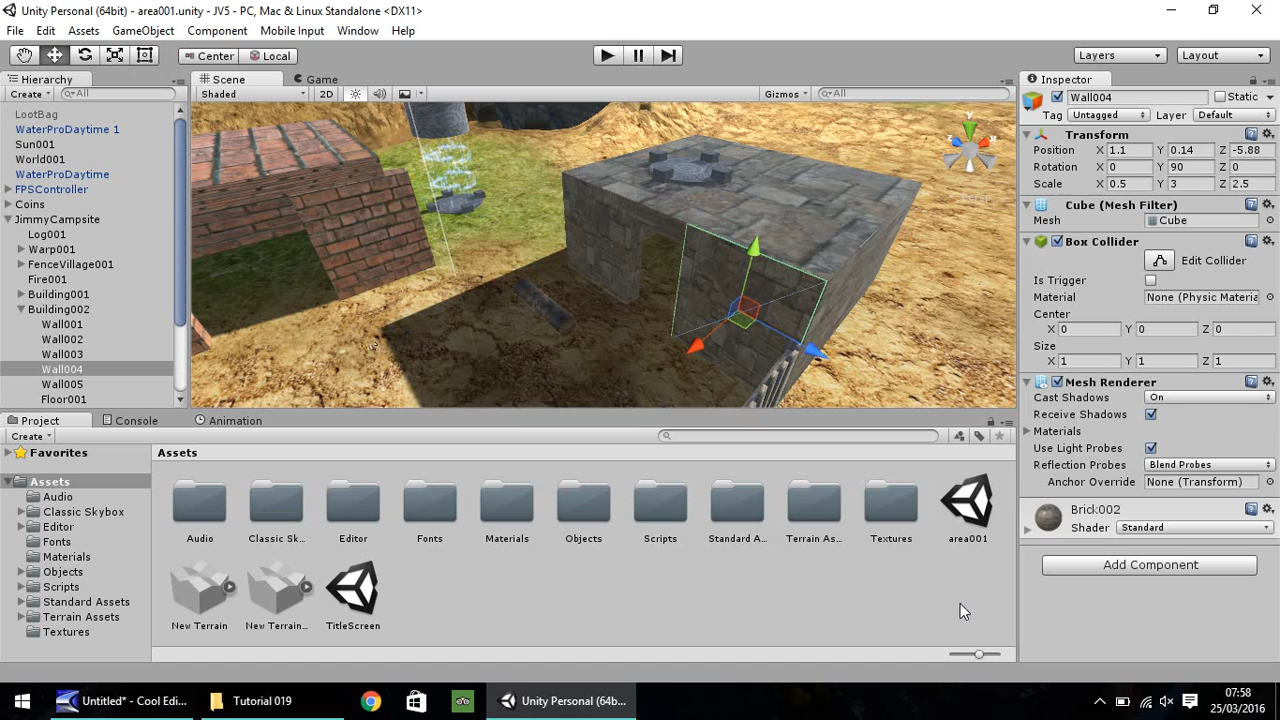 Unity Personal (64bit) - area001.unity - JV5 - PC, Mac & Linux Standalone <DX11>
File Edit Assets GameObject Component Mobile Input Window Help
Center Local Layers Layout
Hierarchy Scene Game Inspector
Create All Shaded 2D Gizmos All Wall004 Static
LootBag Tag Untagged Layer Default
WaterProDaytime 1 Transform
Sun001 Position X 1.1 Y 0.14 Z -5.88
World001 Rotation X 0 Y 90 Z 0
WaterProDaytime Scale X 0.5 Y 3 Z 2.5
FPSController
Coins Cube (Mesh Filter)
JimmyCampsite Mesh Cube
Log001 Box Collider
Warp001 Edit Collider
FenceVillage001 Is Trigger
Fire001 Material None (Physic Materia
Building001 Center
Building002 X 0 Y 0 Z 0
Wall001 Size
Wall002 X 1 Y 1 Z 1
Wall003 Mesh Renderer
Wall004 Cast Shadows On
Wall005 Receive Shadows
Floor001 Materials
Project Console Animation
Create Use Light Probes
Favorites Assets Reflection Probes Blend Probes
Assets Anchor Override None (Transform)
Audio
Classic Skybox
Editor
Fonts
Materials
Objects
Scripts
Standard Assets
Terrain Assets
Textures
Audio Classic Sk... Editor Fonts Materials Objects Scripts Standard A... Terrain As... Textures area001
New Terrain New Terrain... TitleScreen
Brick002
Shader Standard
Add Component
Untitled* - Cool Edi... Tutorial 019 Unity Personal (64b... 07:58
25/03/2016